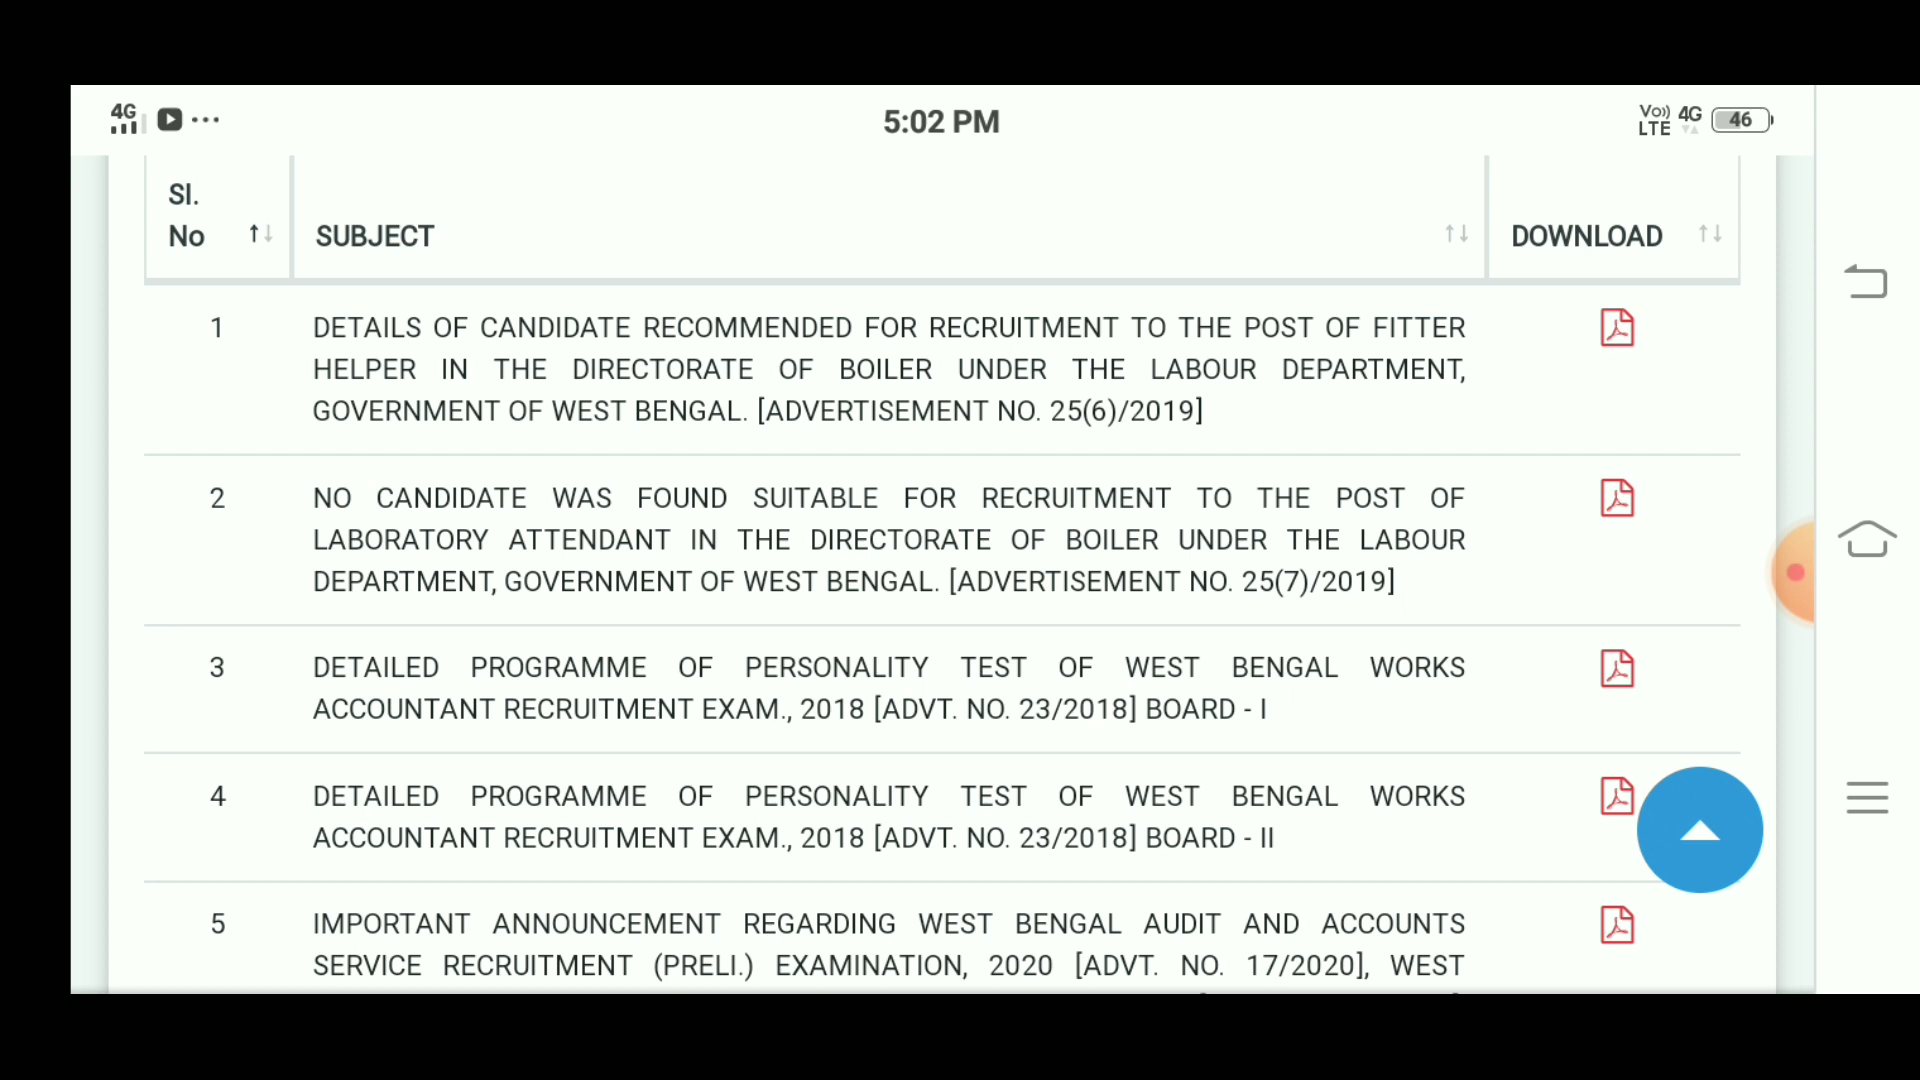 4G
5:02 PM
Vo)) LTE 4G 46
Sl.
No SUBJECT DOWNLOAD
1 DETAILS OF CANDIDATE RECOMMENDED FOR RECRUITMENT TO THE POST OF FITTER
HELPER IN THE DIRECTORATE OF BOILER UNDER THE LABOUR DEPARTMENT,
GOVERNMENT OF WEST BENGAL. [ADVERTISEMENT NO. 25(6)/2019]
2 NO CANDIDATE WAS FOUND SUITABLE FOR RECRUITMENT TO THE POST OF
LABORATORY ATTENDANT IN THE DIRECTORATE OF BOILER UNDER THE LABOUR
DEPARTMENT, GOVERNMENT OF WEST BENGAL. [ADVERTISEMENT NO. 25(7)/2019]
3 DETAILED PROGRAMME OF PERSONALITY TEST OF WEST BENGAL WORKS
ACCOUNTANT RECRUITMENT EXAM., 2018 [ADVT. NO. 23/2018] BOARD - I
4 DETAILED PROGRAMME OF PERSONALITY TEST OF WEST BENGAL WORKS
ACCOUNTANT RECRUITMENT EXAM., 2018 [ADVT. NO. 23/2018] BOARD - II
5 IMPORTANT ANNOUNCEMENT REGARDING WEST BENGAL AUDIT AND ACCOUNTS
SERVICE RECRUITMENT (PRELI.) EXAMINATION, 2020 [ADVT. NO. 17/2020], WEST